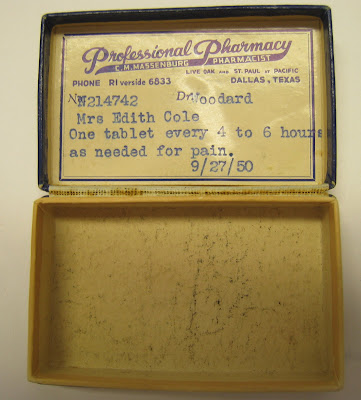 Professional Pharmacy
C.H. MASSENBURG PHARMACIST
LIVE OAK AND ST. PAUL AT PACIFIC
PHONE RIverside 6833 DALLAS, TEXAS
No N214742 Dr Woodard
Mrs Edith Cole
One tablet every 4 to 6 hours
as needed for pain.
9/27/50